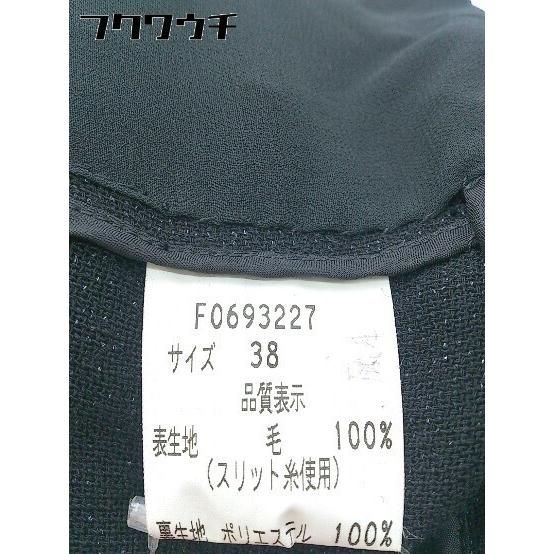 フクワウチ
F0693227
サイズ 38
品質表示
表生地 毛 100%
(スリット糸使用)
裏生地 ポリエステル 100%